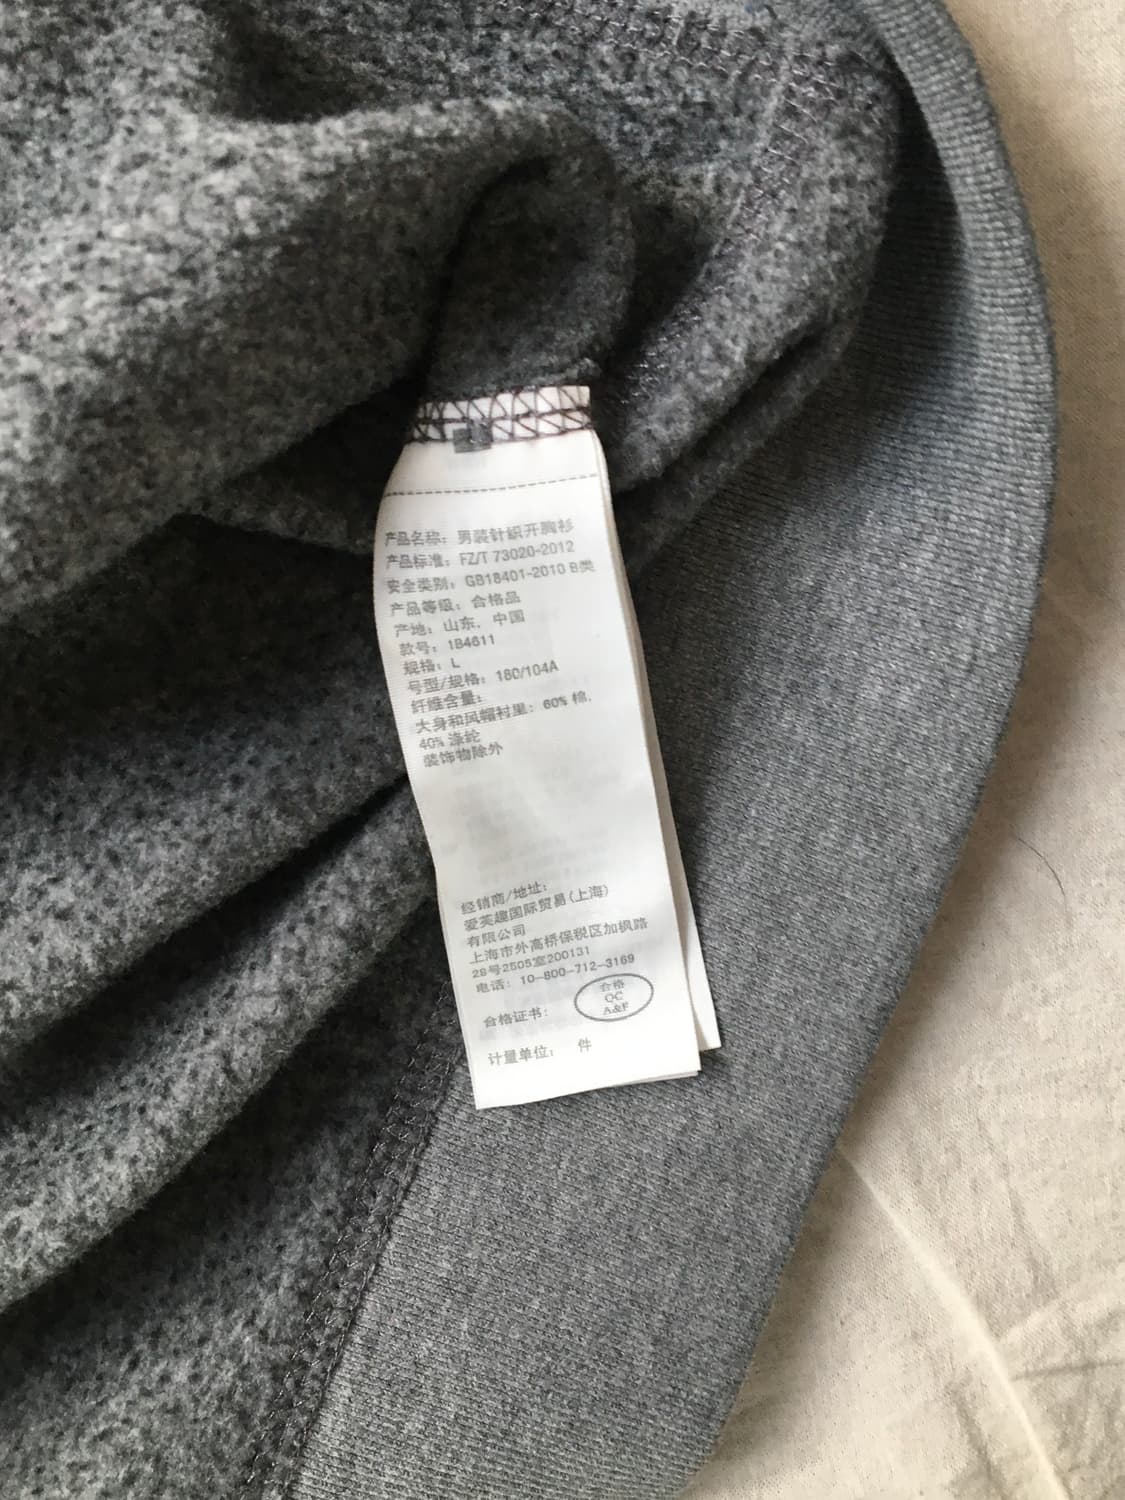 产品名称：男装针织开胸衫
产品标准：FZ/T 73020-2012
安全类别：GB18401-2010 B类
产品等级：合格品
产地：山东，中国
款号：1B4611
规格：L
号型/规格：180/104A
纤维含量：
大身和风帽衬里：60% 棉，
40% 涤纶
装饰物除外
经销商/地址：
爱芙趣国际贸易(上海)
有限公司
上海市外高桥保税区加枫路
28号2505室200131
电话：10-800-712-3169
合格证书：
合格
QC
A&F
计量单位： 件